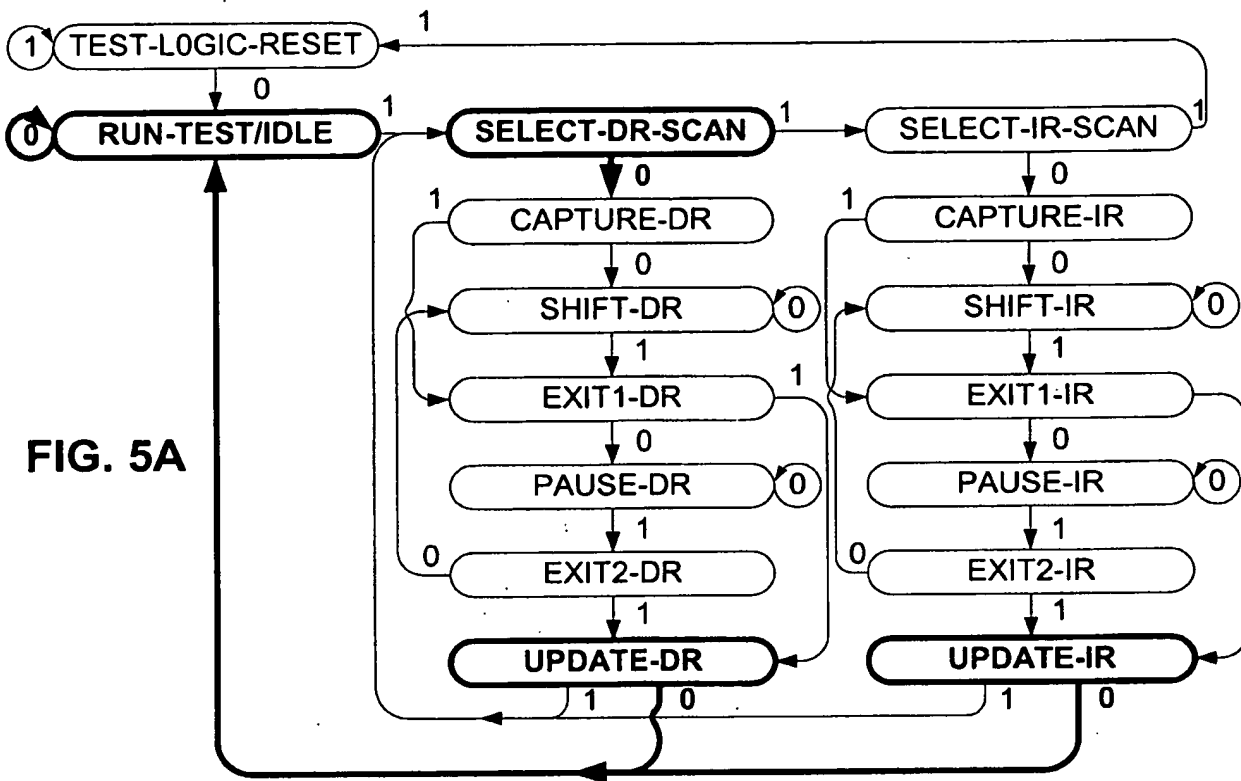 1
1 TEST-L0GIC-RESET
0
1
0 RUN-TEST/IDLE
SELECT-DR-SCAN
1
SELECT-IR-SCAN
1
0
0
1
CAPTURE-DR
1
CAPTURE-IR
0
0
SHIFT-DR
0
SHIFT-IR
0
1
1
1
EXIT1-DR
EXIT1-IR
0
0
FIG. 5A
PAUSE-DR
0
PAUSE-IR
0
1
1
0
EXIT2-DR
0
EXIT2-IR
1
1
UPDATE-DR
UPDATE-IR
1
0
1
0